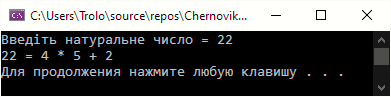 C:\Users\Trolo\source\repos\Chernovik...
Введіть натуральне число = 22
22 = 4 * 5 + 2
Для продолжения нажмите любую клавишу . . .